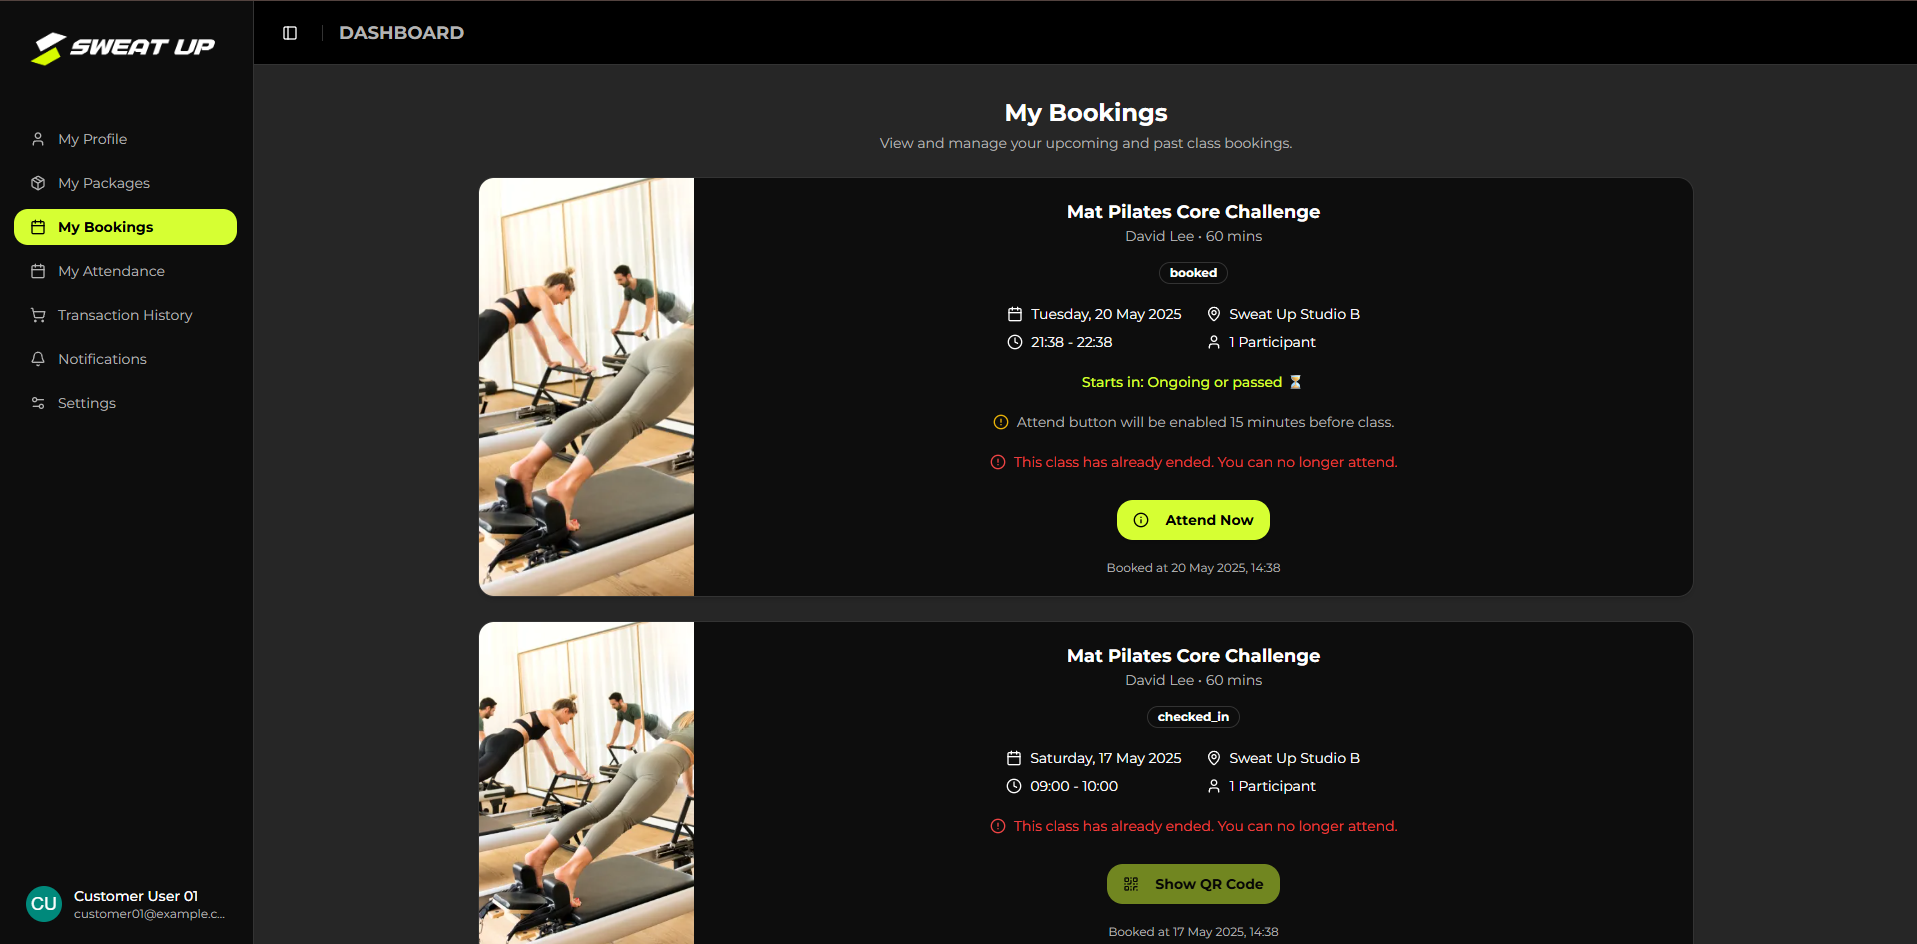 SWEAT UP
DASHBOARD
My Profile
My Packages
My Bookings
My Attendance
Transaction History
Notifications
Settings
CU
Customer User 01
customer01@example.c...
My Bookings
View and manage your upcoming and past class bookings.
Mat Pilates Core Challenge
David Lee • 60 mins
booked
Tuesday, 20 May 2025
Sweat Up Studio B
21:38 - 22:38
1 Participant
Starts in: Ongoing or passed ⏳
Attend button will be enabled 15 minutes before class.
This class has already ended. You can no longer attend.
Attend Now
Booked at 20 May 2025, 14:38
Mat Pilates Core Challenge
David Lee • 60 mins
checked_in
Saturday, 17 May 2025
Sweat Up Studio B
09:00 - 10:00
1 Participant
This class has already ended. You can no longer attend.
Show QR Code
Booked at 17 May 2025, 14:38